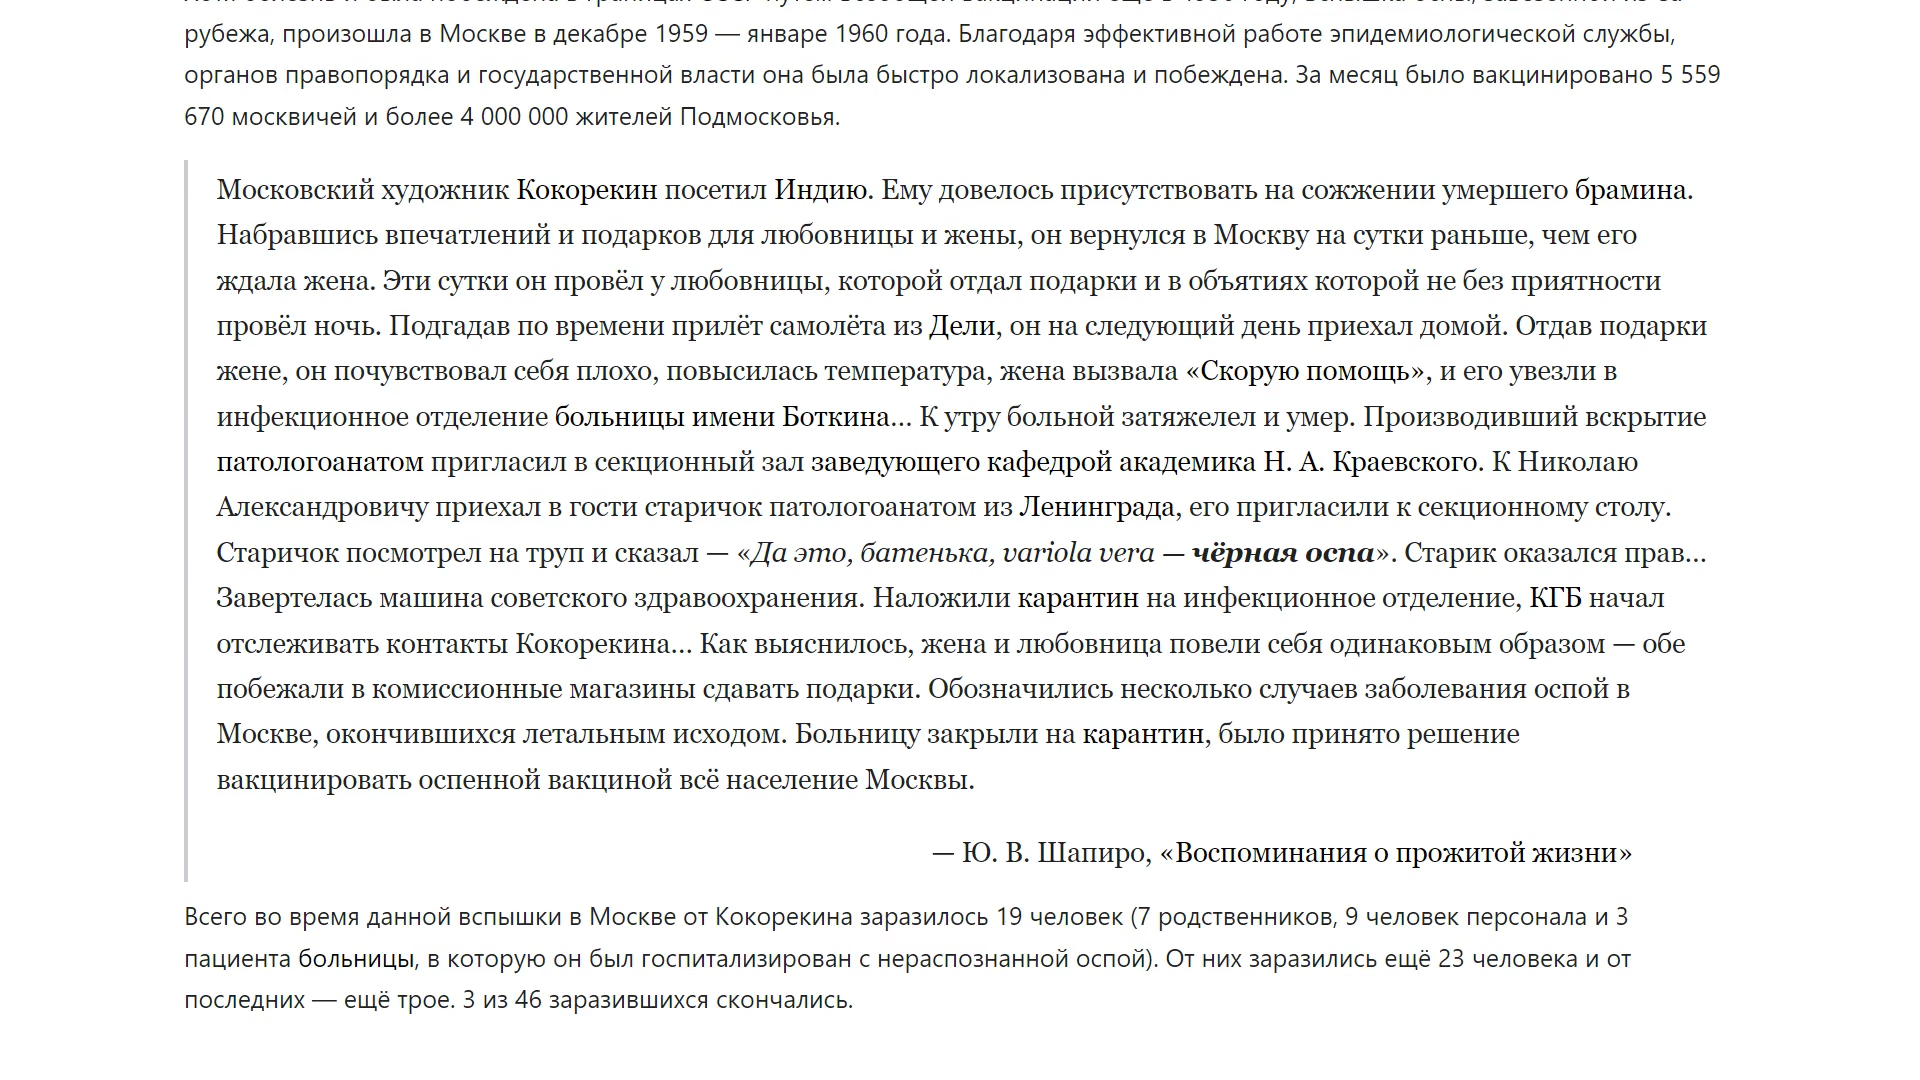 рубежа, произошла в Москве в декабре 1959 — январе 1960 года. Благодаря эффективной работе эпидемиологической службы,
органов правопорядка и государственной власти она была быстро локализована и побеждена. За месяц было вакцинировано 5 559
670 москвичей и более 4 000 000 жителей Подмосковья.
Московский художник Кокорекин посетил Индию. Ему довелось присутствовать на сожжении умершего брамина.
Набравшись впечатлений и подарков для любовницы и жены, он вернулся в Москву на сутки раньше, чем его
ждала жена. Эти сутки он провёл у любовницы, которой отдал подарки и в объятиях которой не без приятности
провёл ночь. Подгадав по времени прилёт самолёта из Дели, он на следующий день приехал домой. Отдав подарки
жене, он почувствовал себя плохо, повысилась температура, жена вызвала «Скорую помощь», и его увезли в
инфекционное отделение больницы имени Боткина… К утру больной затяжелел и умер. Производивший вскрытие
патологоанатом пригласил в секционный зал заведующего кафедрой академика Н. А. Краевского. К Николаю
Александровичу приехал в гости старичок патологоанатом из Ленинграда, его пригласили к секционному столу.
Старичок посмотрел на труп и сказал — «Да это, батенька, variola vera — чёрная оспа». Старик оказался прав…
Завертелась машина советского здравоохранения. Наложили карантин на инфекционное отделение, КГБ начал
отслеживать контакты Кокорекина… Как выяснилось, жена и любовница повели себя одинаковым образом — обе
побежали в комиссионные магазины сдавать подарки. Обозначились несколько случаев заболевания оспой в
Москве, окончившихся летальным исходом. Больницу закрыли на карантин, было принято решение
вакцинировать оспенной вакциной всё население Москвы.
— Ю. В. Шапиро, «Воспоминания о прожитой жизни»
Всего во время данной вспышки в Москве от Кокорекина заразилось 19 человек (7 родственников, 9 человек персонала и 3
пациента больницы, в которую он был госпитализирован с нераспознанной оспой). От них заразились ещё 23 человека и от
последних — ещё трое. 3 из 46 заразившихся скончались.